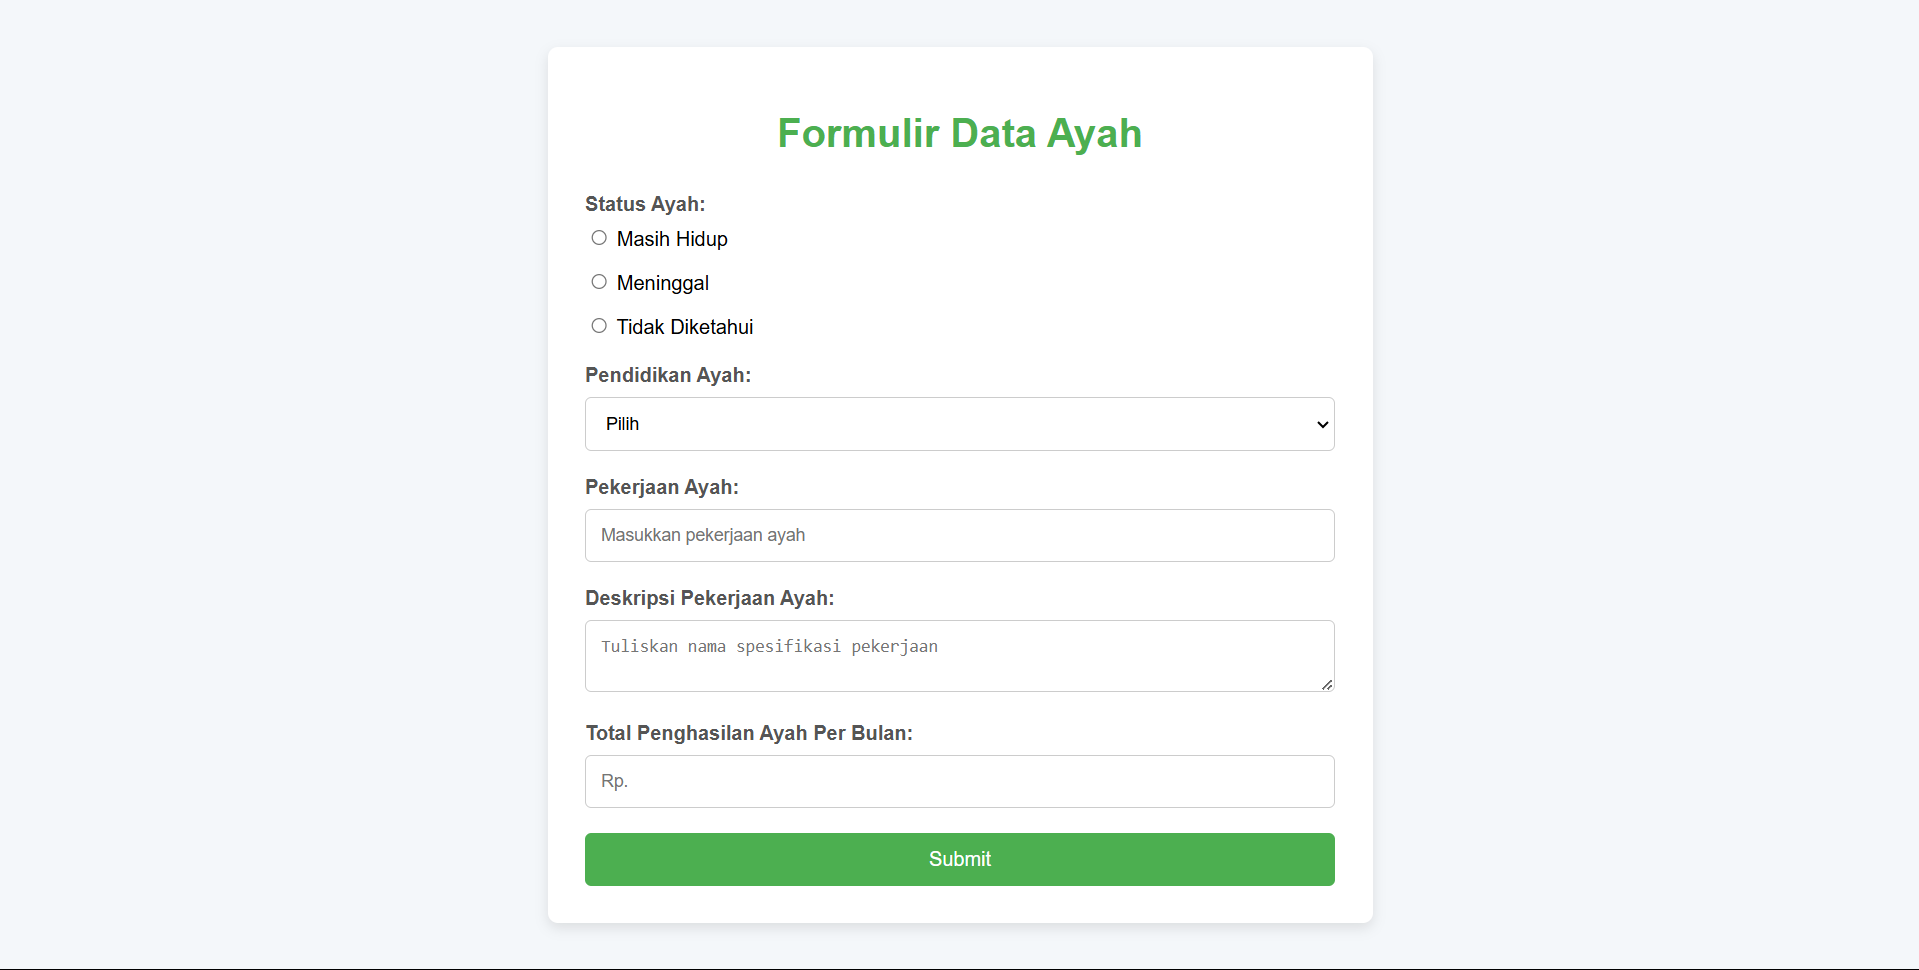 Formulir Data Ayah
Status Ayah:
Masih Hidup
Meninggal
Tidak Diketahui
Pendidikan Ayah:
Pilih
Pekerjaan Ayah:
Masukkan pekerjaan ayah
Deskripsi Pekerjaan Ayah:
Tuliskan nama spesifikasi pekerjaan
Total Penghasilan Ayah Per Bulan:
Rp.
Submit